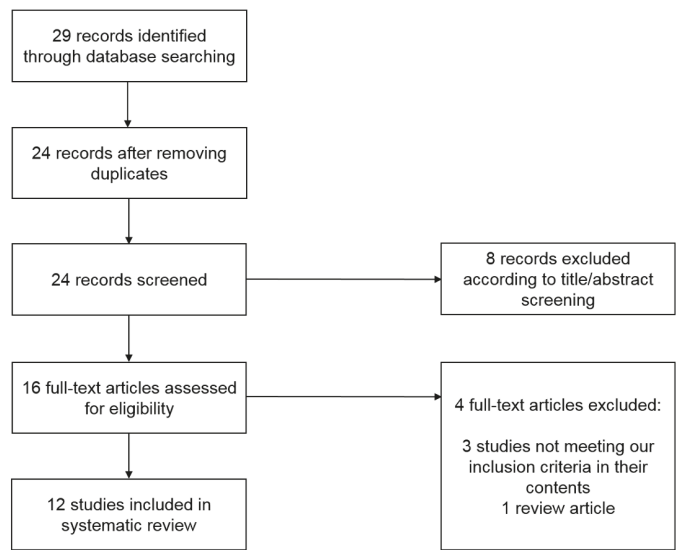 29 records identified
through database searching
24 records after removing
duplicates
24 records screened
8 records excluded
according to title/abstract
screening
16 full-text articles assessed
for eligibility
4 full-text articles excluded:
3 studies not meeting our
inclusion criteria in their
contents
1 review article
12 studies included in
systematic review